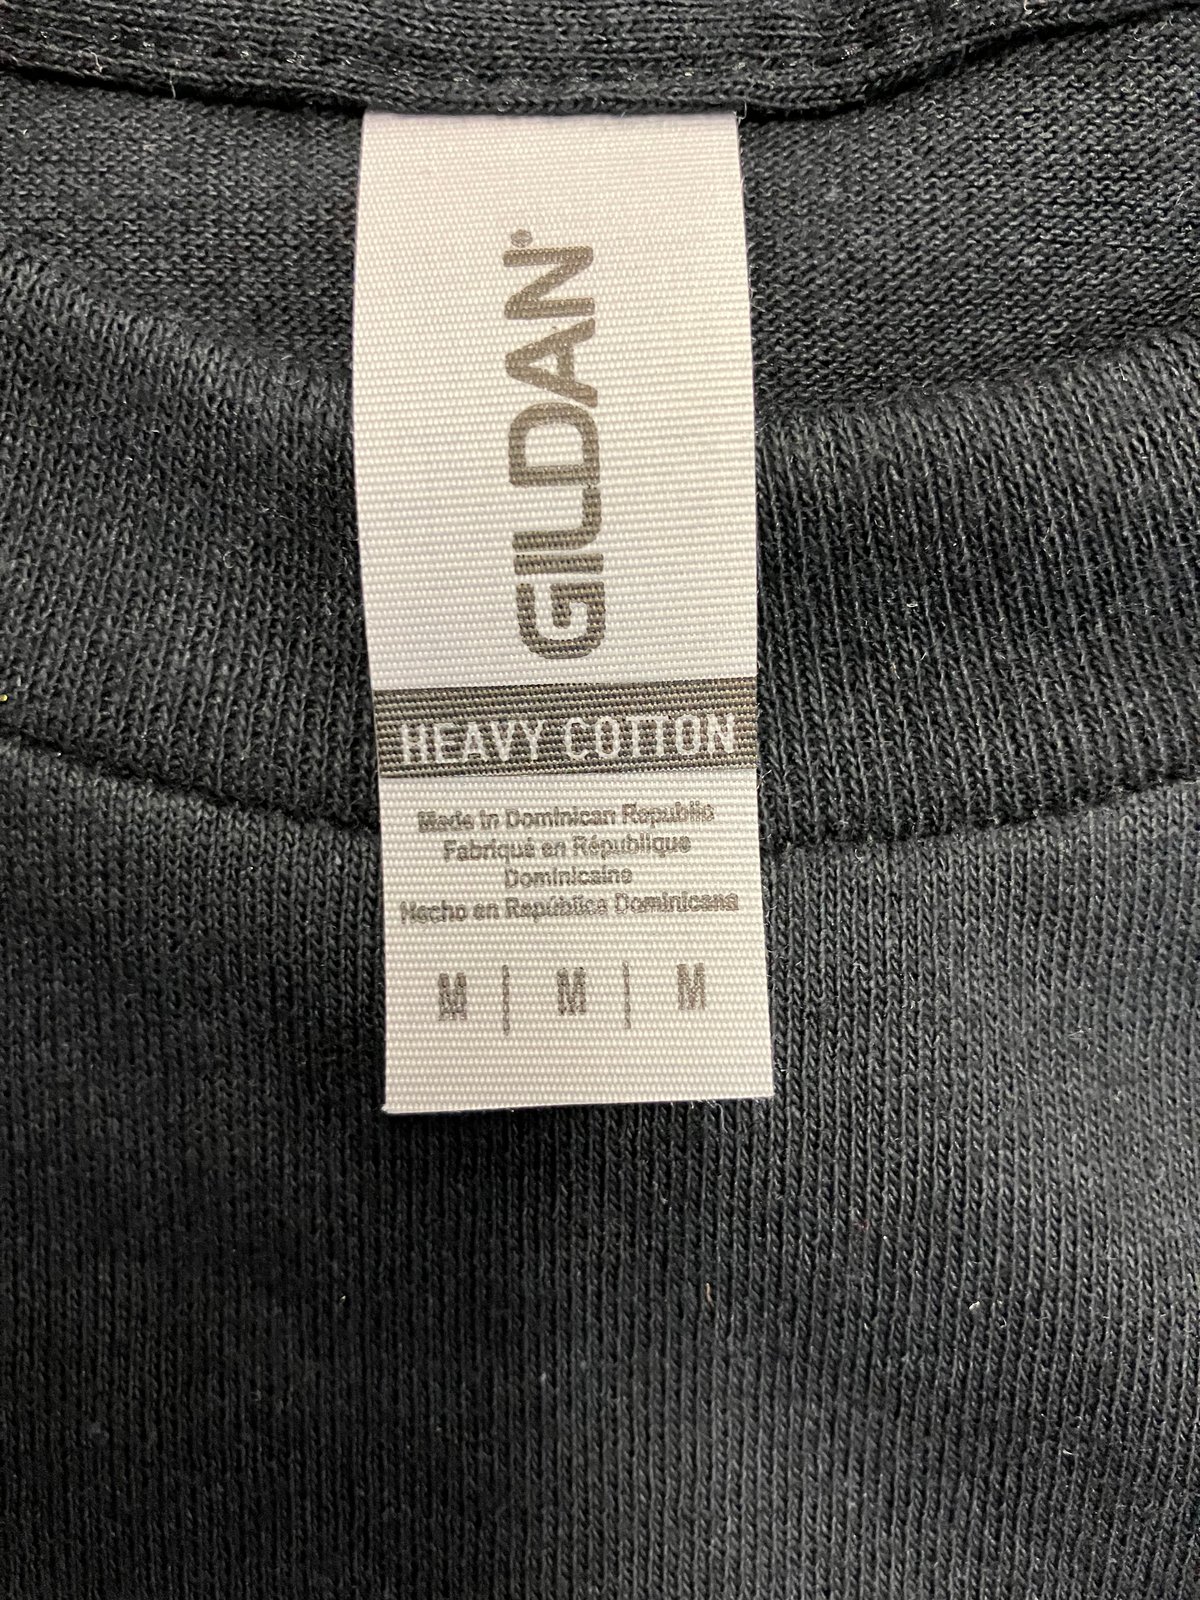 GILDAN®
HEAVY COTTON
Made in Dominican Republic
Fabriqué en République
Dominicaine
Hecho en República Dominicana
M | M | M